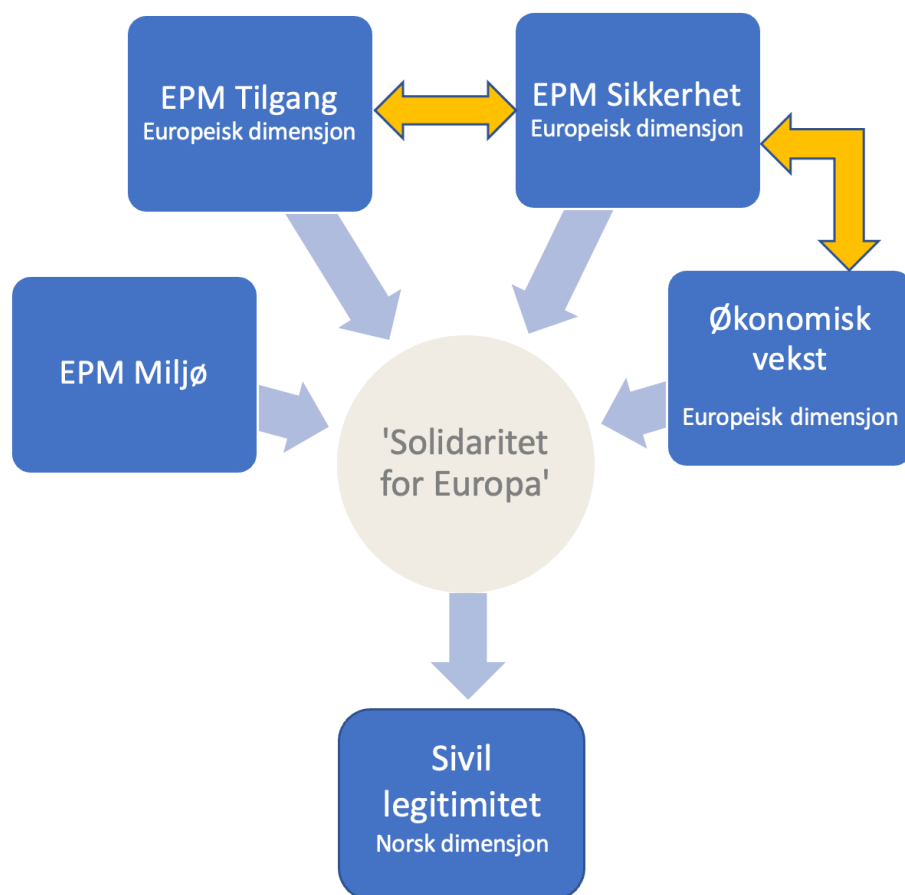 EPM Tilgang
Europeisk dimensjon
EPM Sikkerhet
Europeisk dimensjon
EPM Miljø
Økonomisk
vekst
Europeisk dimensjon
'Solidaritet
for Europa'
Sivil
legitimitet
Norsk dimensjon